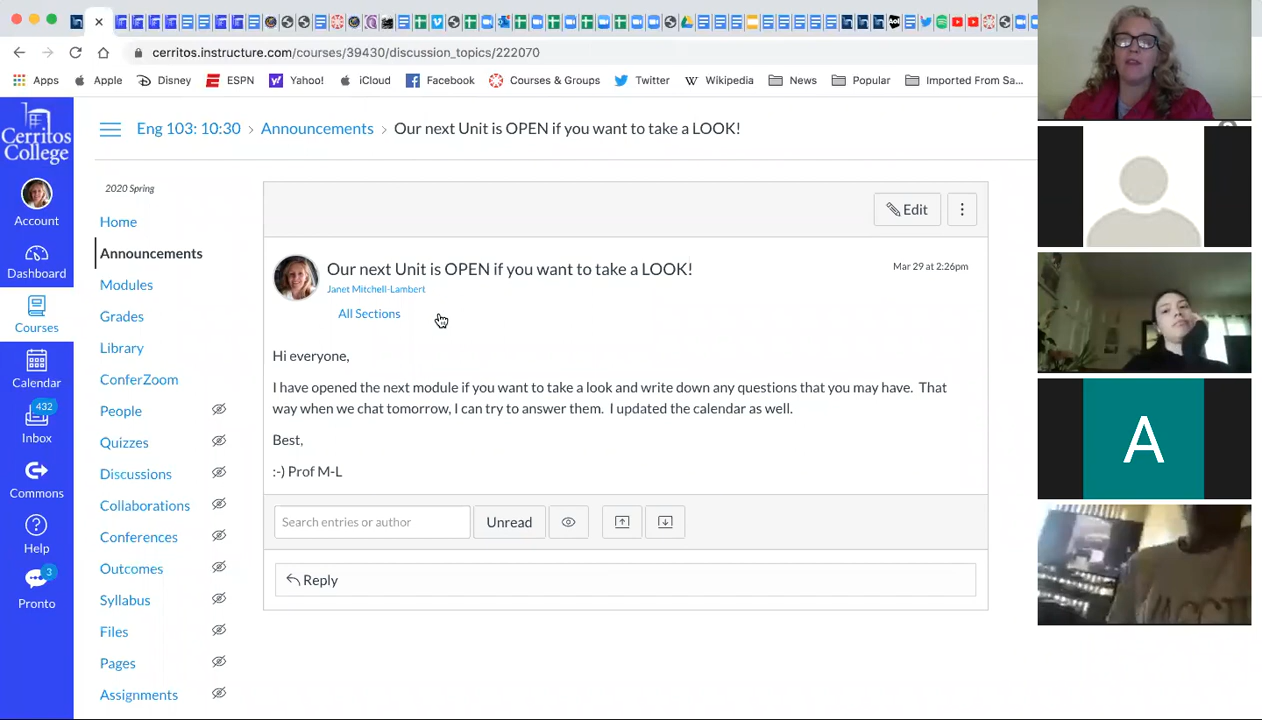 cerritos.instructure.com/courses/39430/discussion_topics/222070
Apps
Apple
Disney
ESPN
Yahoo!
iCloud
Facebook
Courses & Groups
Twitter
Wikipedia
News
Popular
Imported From Sa...
Cerritos
College
Account
Dashboard
Courses
Calendar
432
Inbox
Commons
Help
3
Pronto
Eng 103: 10:30 › Announcements › Our next Unit is OPEN if you want to take a LOOK!
2020 Spring
Home
Announcements
Modules
Grades
Library
ConferZoom
People
Quizzes
Discussions
Collaborations
Conferences
Outcomes
Syllabus
Files
Pages
Assignments
Edit
Our next Unit is OPEN if you want to take a LOOK!
Mar 29 at 2:26pm
Janet Mitchell-Lambert
All Sections
Hi everyone,
I have opened the next module if you want to take a look and write down any questions that you may have. That
way when we chat tomorrow, I can try to answer them. I updated the calendar as well.
Best,
:-) Prof M-L
Search entries or author
Unread
Reply
A